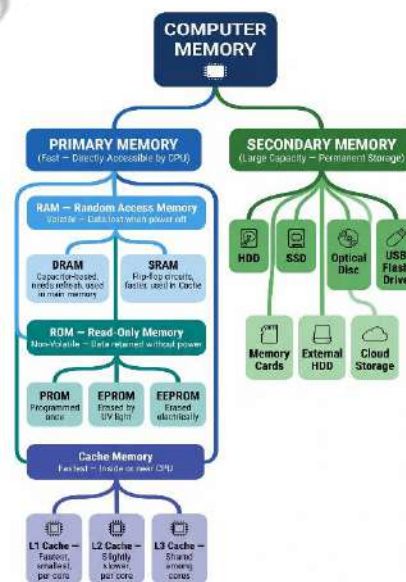 COMPUTER
MEMORY
PRIMARY MEMORY
(Fast — Directly Accessible by CPU)
SECONDARY MEMORY
(Large Capacity — Permanent Storage)
RAM — Random Access Memory
Volatile — Data lost when power off
DRAM
Capacitor-based,
needs refresh, used
in main memory
SRAM
Flip-flop circuits,
faster, used in Cache
ROM — Read-Only Memory
Non-Volatile — Data retained without power
PROM
Programmed
once
EPROM
Erased by
UV light
EEPROM
Erased
electrically
Cache Memory
Fastest — Inside or near CPU
L1 Cache —
Fastest,
smallest,
per-core
L2 Cache —
Slightly
slower,
per core
L3 Cache —
Shared
among
cores
HDD
SSD
Optical
Disc
USB
Flash
Drive
Memory
Cards
External
HDD
Cloud
Storage